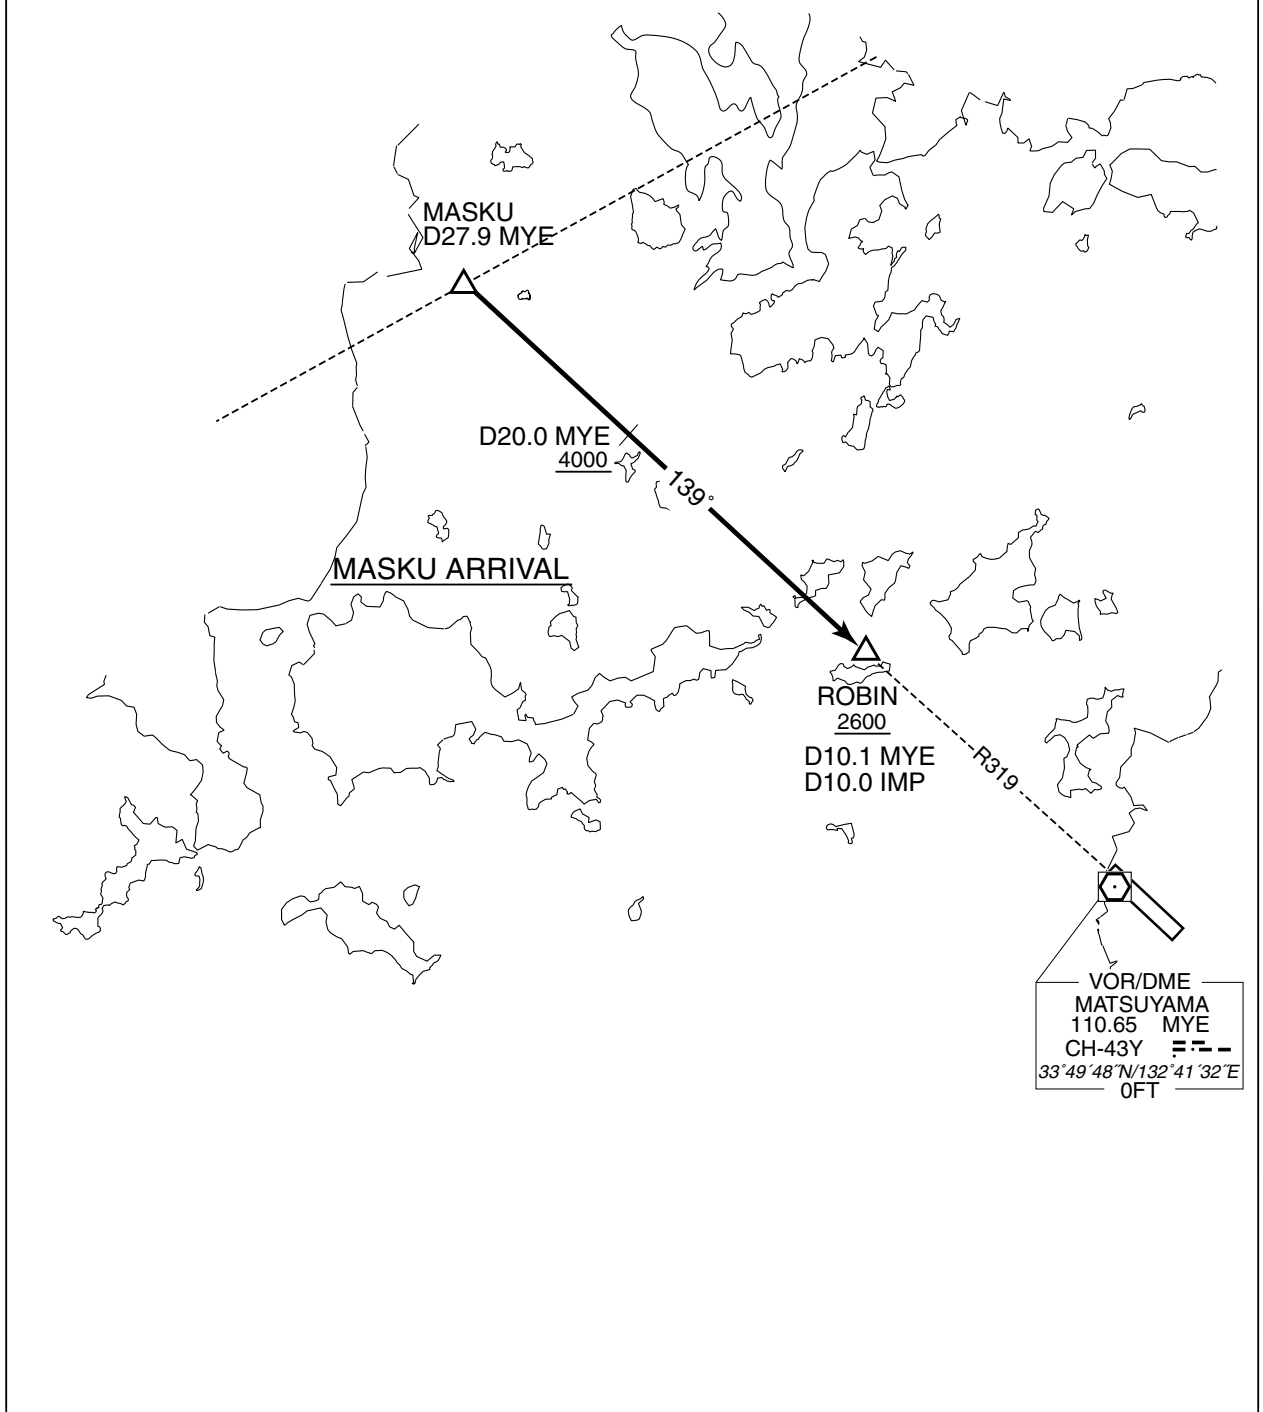 MASKU
D27.9 MYE
D20.0 MYE
4000
139°
MASKU ARRIVAL
ROBIN
2600
D10.1 MYE
D10.0 IMP
R319
VOR/DME
MATSUYAMA
110.65 MYE
CH-43Y
33°49´48˝N/132°41´32˝E
0FT